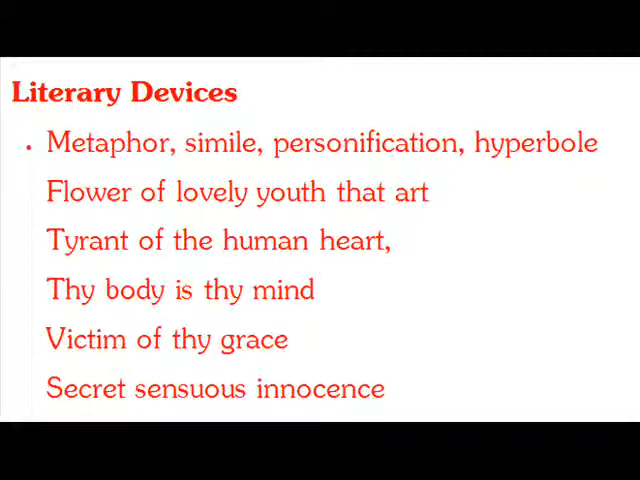 Literary Devices
• Metaphor, simile, personification, hyperbole
Flower of lovely youth that art
Tyrant of the human heart,
Thy body is thy mind
Victim of thy grace
Secret sensuous innocence